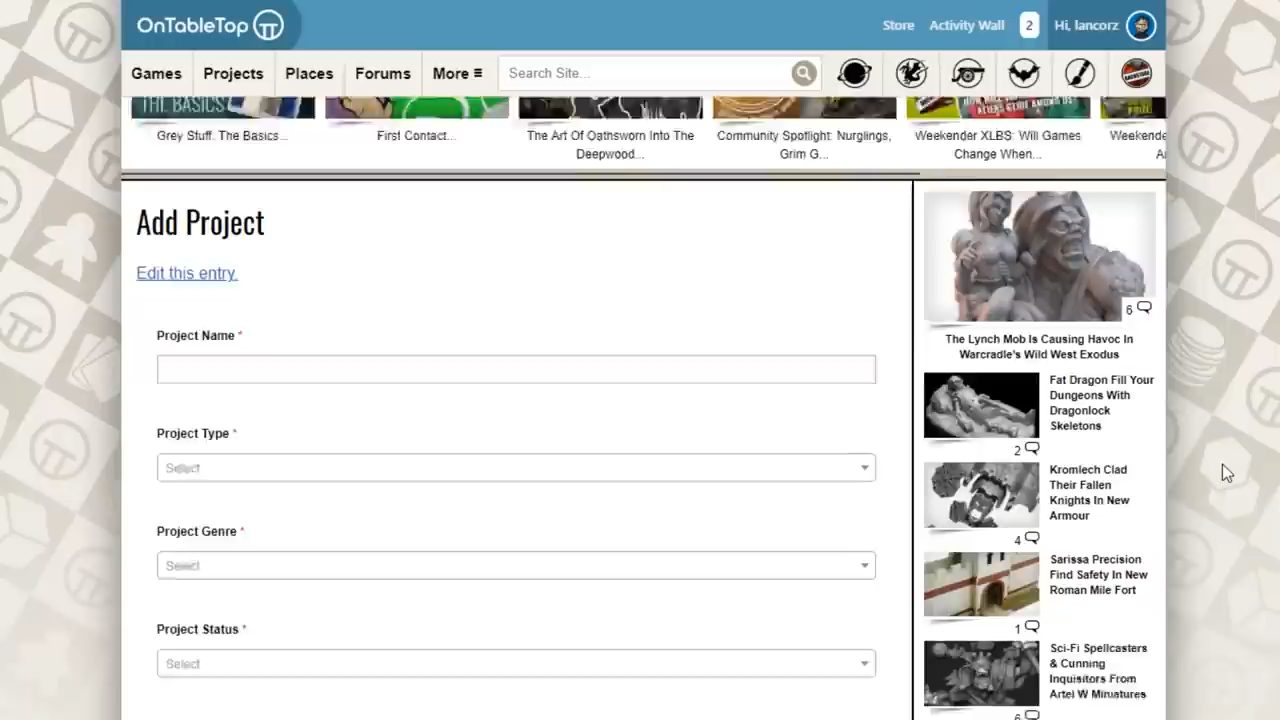 OnTableTop
Store
Activity Wall
2
Hi, lancorz
Games
Projects
Places
Forums
More ≡
Search Site...
THE BASICS
Grey Stuff. The Basics...
First Contact...
The Art Of Oathsworn Into The
Deepwood...
Community Spotlight: Nurglings,
Grim G...
Weekender XLBS: Will Games
Change When...
Weekende
Add Project
Edit this entry.
Project Name *
Project Type *
Select
Project Genre *
Select
Project Status *
Select
6
The Lynch Mob Is Causing Havoc In
Warcradle's Wild West Exodus
Fat Dragon Fill Your
Dungeons With
Dragonlock
Skeletons
2
Kromlech Clad
Their Fallen
Knights In New
Armour
4
Sarissa Precision
Find Safety In New
Roman Mile Fort
1
Sci-Fi Spellcasters
& Cunning
Inquisitors From
Artel W Miniatures
6